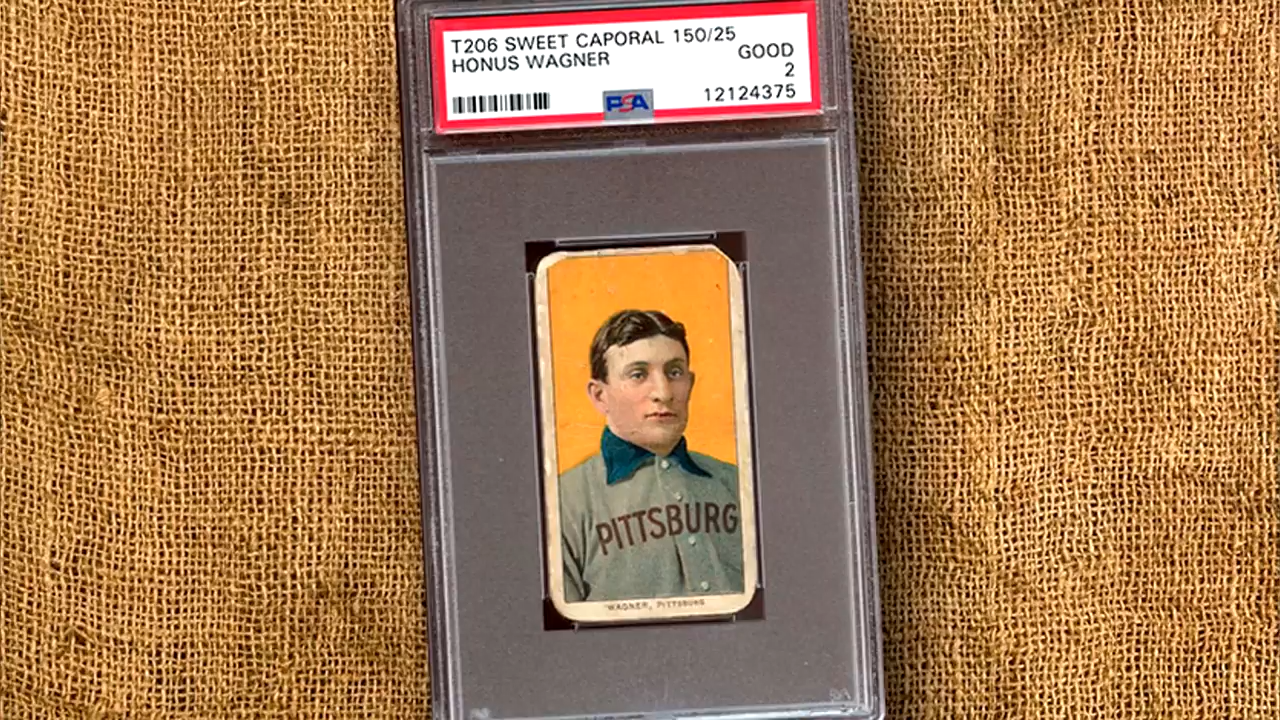 T206 SWEET CAPORAL 150/25
HONUS WAGNER
GOOD
2
PSA
12124375
PITTSBURG
WAGNER, PITTSBURG